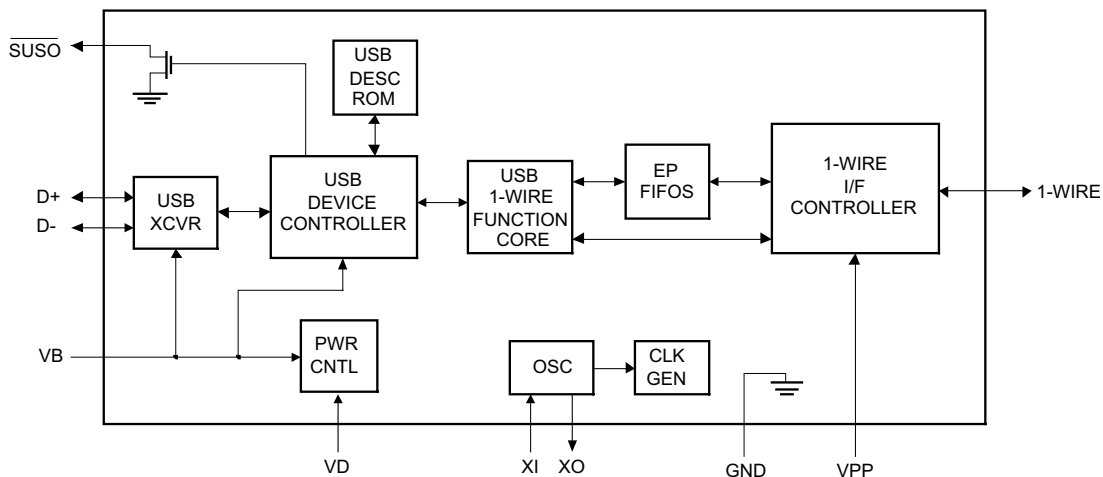 SUSO
USB
DESC
ROM
D+
D-
USB
XCVR
USB
DEVICE
CONTROLLER
USB
1-WIRE
FUNCTION
CORE
EP
FIFOS
1-WIRE
I/F
CONTROLLER
1-WIRE
VB
PWR
CNTL
OSC
CLK
GEN
VD
XI
XO
GND
VPP